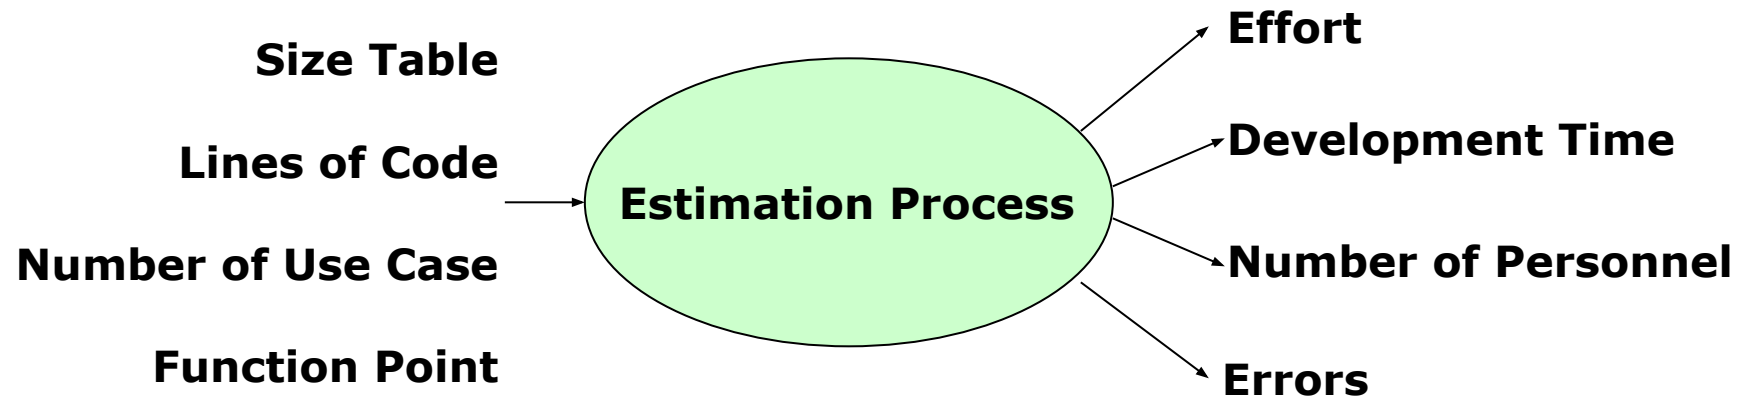 Size Table
Lines of Code
Number of Use Case
Function Point
Estimation Process
Effort
Development Time
Number of Personnel
Errors